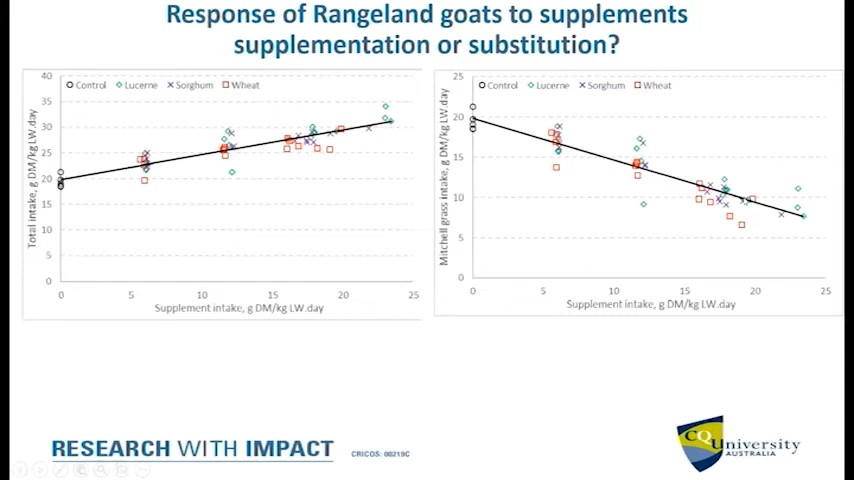 Response of Rangeland goats to supplements
supplementation or substitution?
Total intake, g DM/kg LW.day
40
35
30
25
20
15
10
5
0
Control Lucerne Sorghum Wheat
0 5 10 15 20 25
Supplement intake, g DM/kg LW.day
Mitchell grass intake, g DM/kg LW.day
25
20
15
10
5
0
Control Lucerne Sorghum Wheat
0 5 10 15 20 25
Supplement intake, g DM/kg LW.day
RESEARCH WITH IMPACT
CRICOS: 00219C
CQUniversity
AUSTRALIA